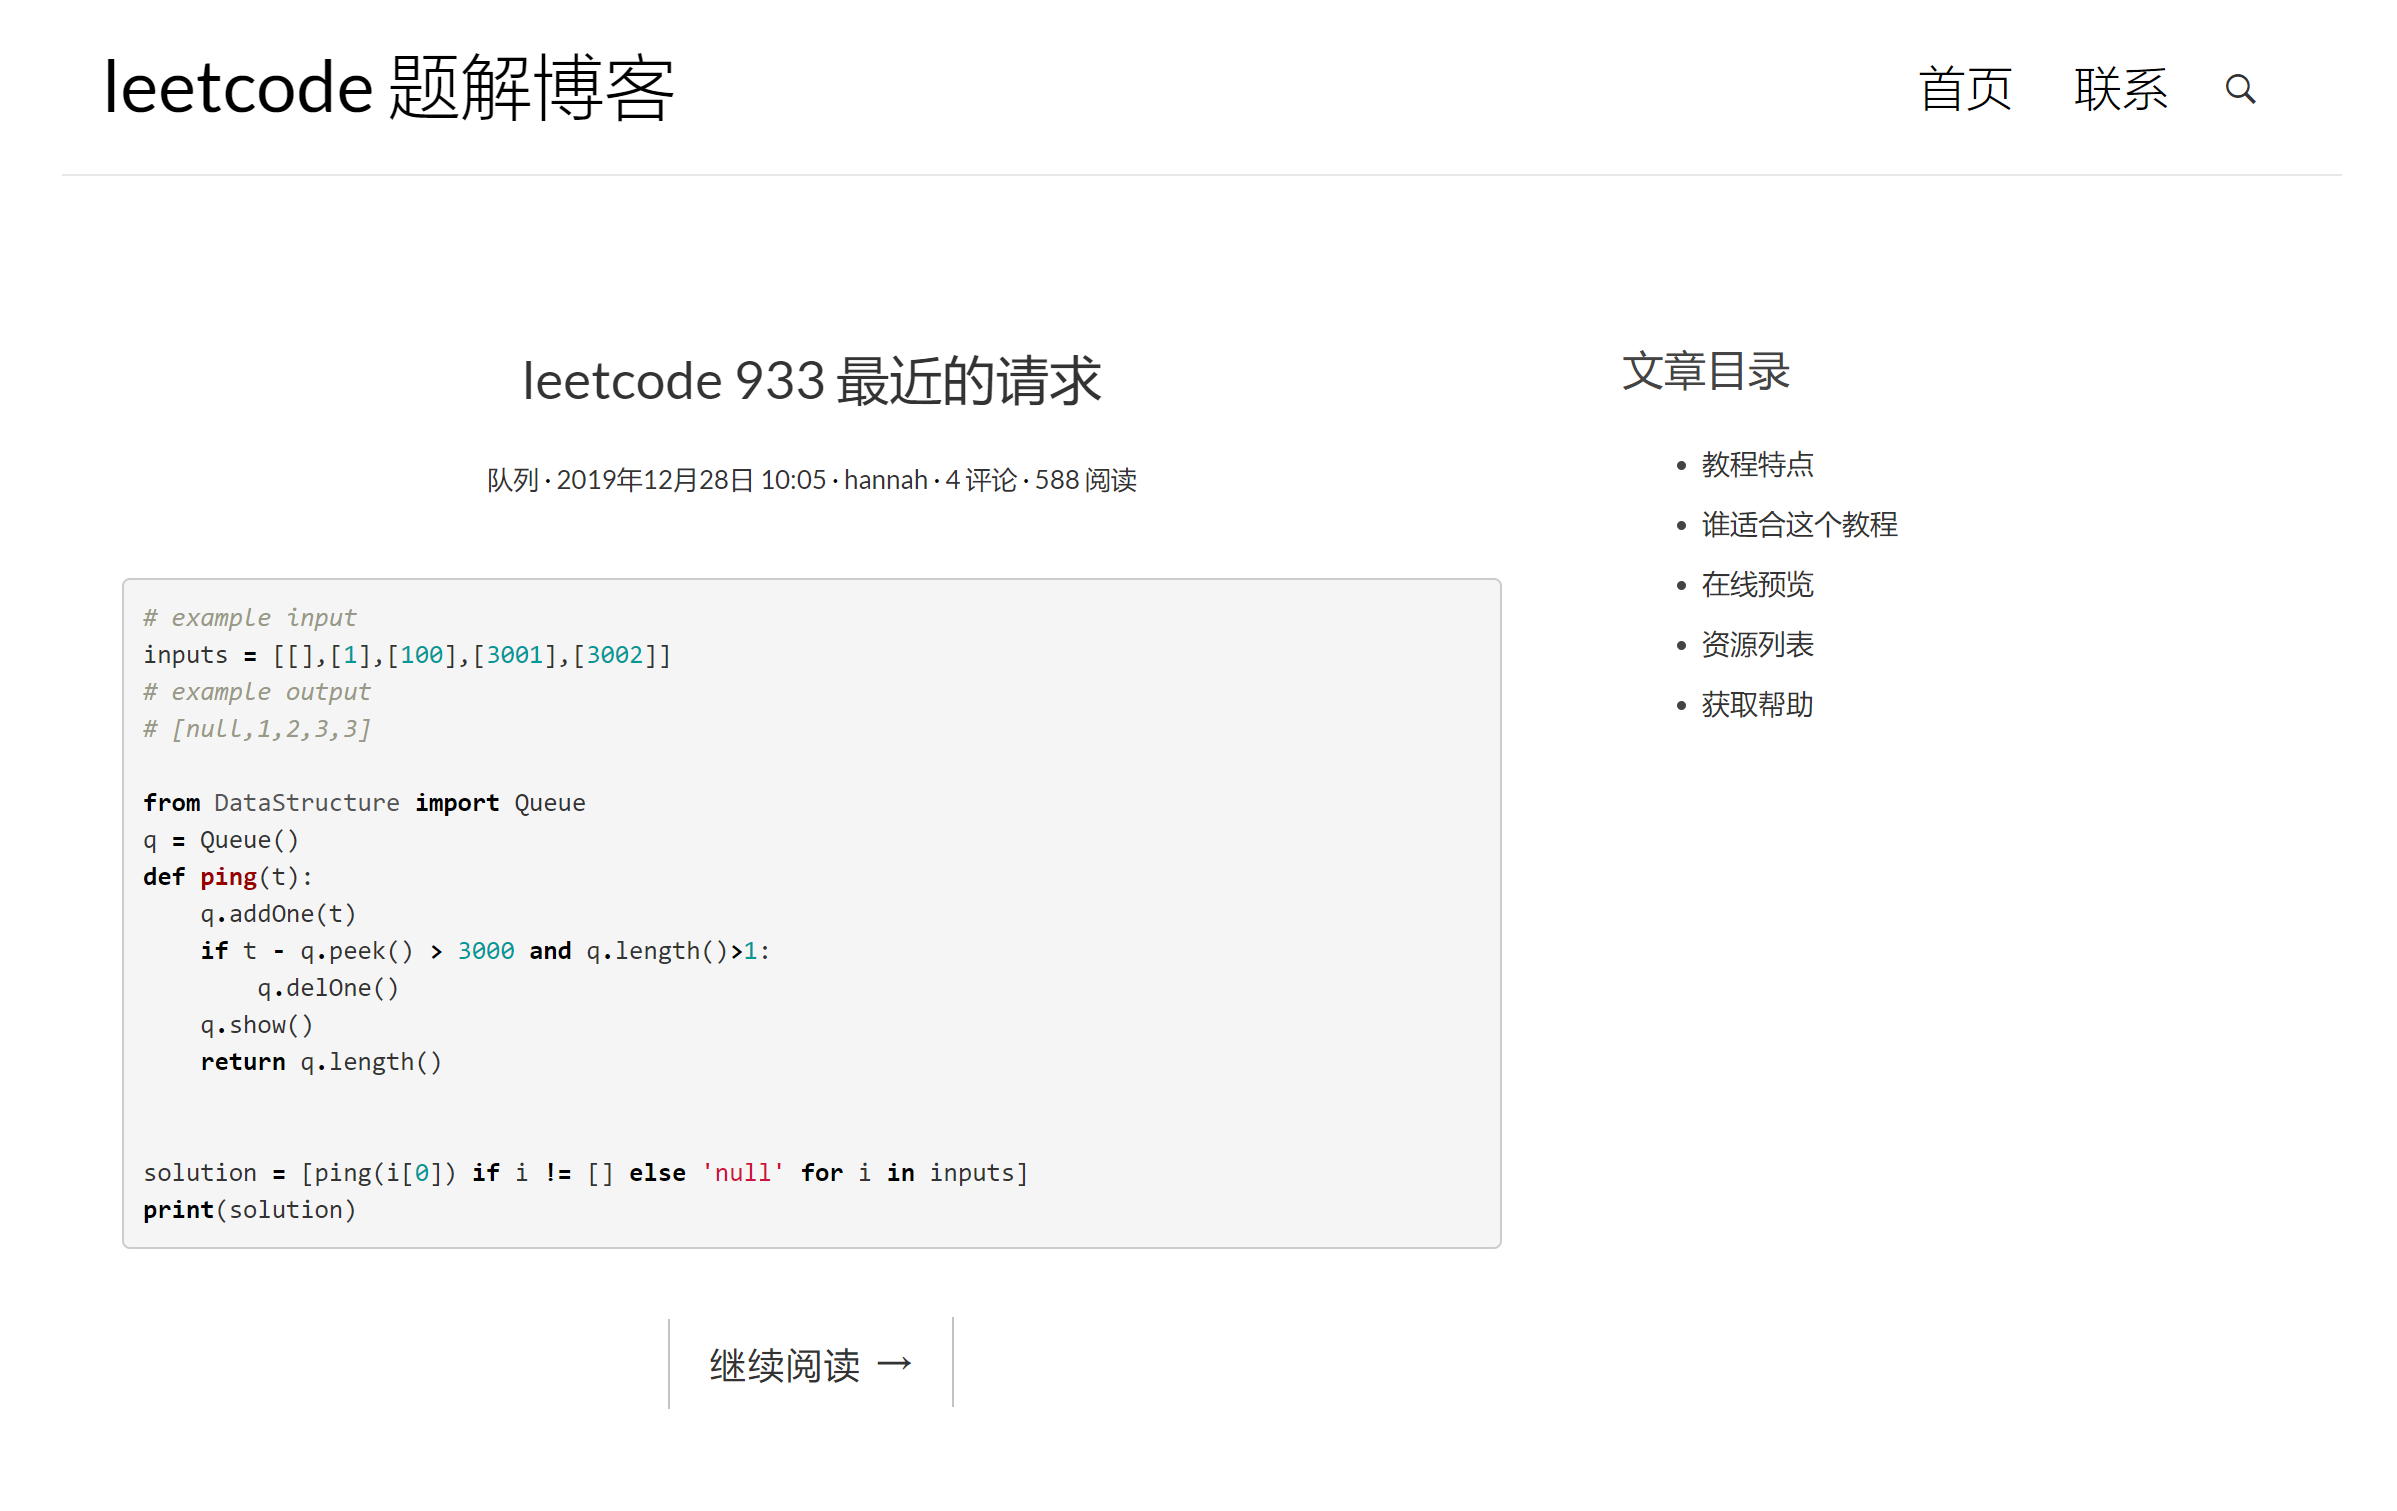 leetcode 题解博客
首页 联系
leetcode 933 最近的请求
队列 · 2019年12月28日 10:05 · hannah · 4 评论 · 588 阅读
# example input
inputs = [[],[1],[100],[3001],[3002]]
# example output
# [null,1,2,3,3]
from DataStructure import Queue
q = Queue()
def ping(t):
    q.addOne(t)
    if t - q.peek() > 3000 and q.length()>1:
        q.delOne()
    q.show()
    return q.length()
solution = [ping(i[0]) if i != [] else 'null' for i in inputs]
print(solution)
继续阅读 →
文章目录
• 教程特点
• 谁适合这个教程
• 在线预览
• 资源列表
• 获取帮助